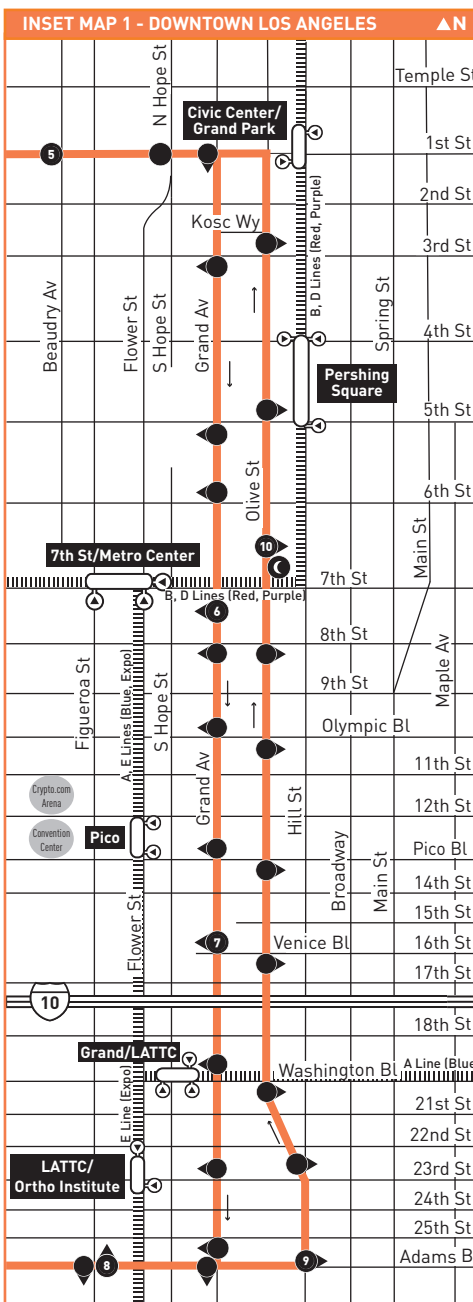 INSET MAP 1 - DOWNTOWN LOS ANGELES
▲N
N Hope St
Temple St
Civic Center/
Grand Park
5
1st St
2nd St
Kosc Wy
3rd St
B, D Lines (Red, Purple)
Beaudry Av
Flower St
S Hope St
Grand Av
Spring St
4th St
Pershing
Square
5th St
Olive St
6th St
10
Main St
7th St/Metro Center
7th St
B, D Lines (Red, Purple)
6
8th St
Figueroa St
A, E Lines (Blue, Expo)
S Hope St
9th St
Maple Av
Olympic Bl
11th St
Crypto.com
Arena
Grand Av
Hill St
12th St
Convention
Center
Pico
Broadway
Main St
Pico Bl
14th St
15th St
Flower St
7
Venice Bl
16th St
17th St
10
18th St
Grand/LATTC
Washington Bl
A Line (Blue
E Line (Expo)
21st St
22nd St
LATTC/
Ortho Institute
23rd St
24th St
25th St
8
9
Adams B